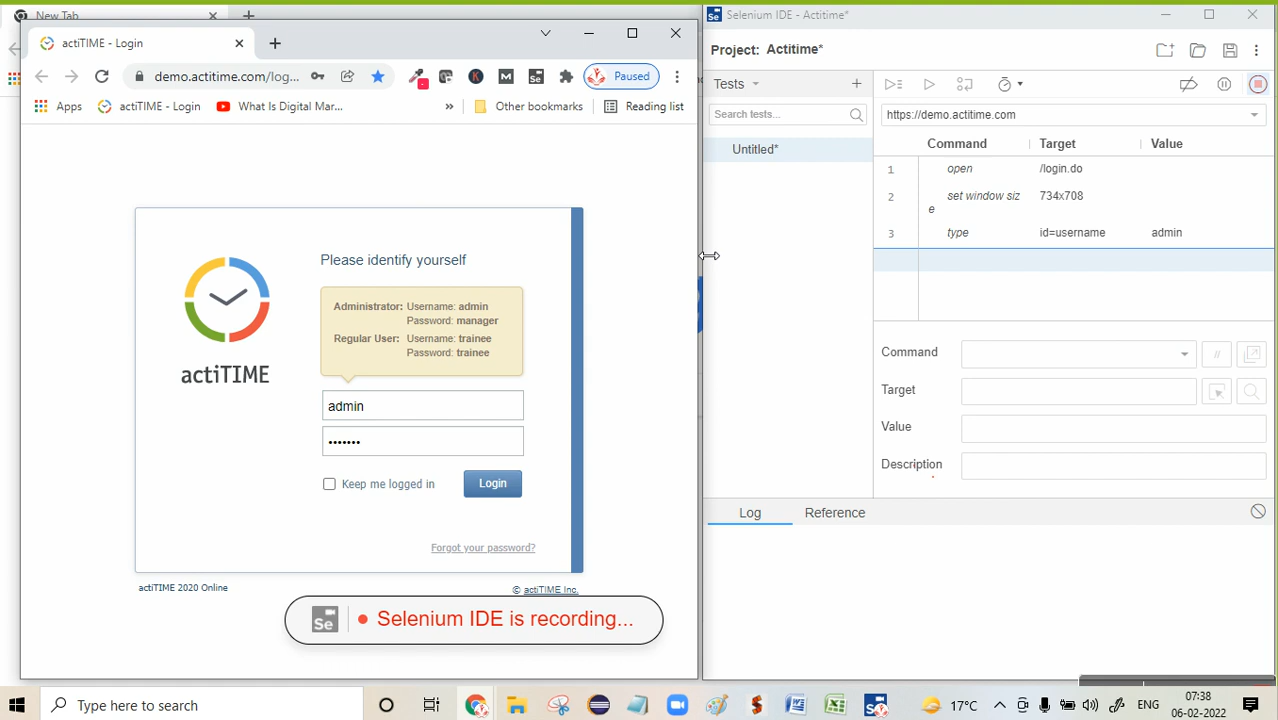 New Tab
actiTIME - Login
demo.actitime.com/log...
Paused
Apps
actiTIME - Login
What Is Digital Mar...
»
Other bookmarks
Reading list
Please identify yourself
Administrator: Username: admin
Password: manager
Regular User: Username: trainee
Password: trainee
actiTIME
admin
•••••••
Keep me logged in
Login
Forgot your password?
actiTIME 2020 Online
© actiTIME Inc.
Se
Selenium IDE is recording...
Se
Selenium IDE - Actitime*
Project: Actitime*
Tests
Search tests...
Untitled*
https://demo.actitime.com
Command Target Value
1 open /login.do
2 set window siz
e
734x708
3 type id=username admin
Command
//
Target
Value
Description
Log Reference
Type here to search
17°C
ENG
07:38
06-02-2022